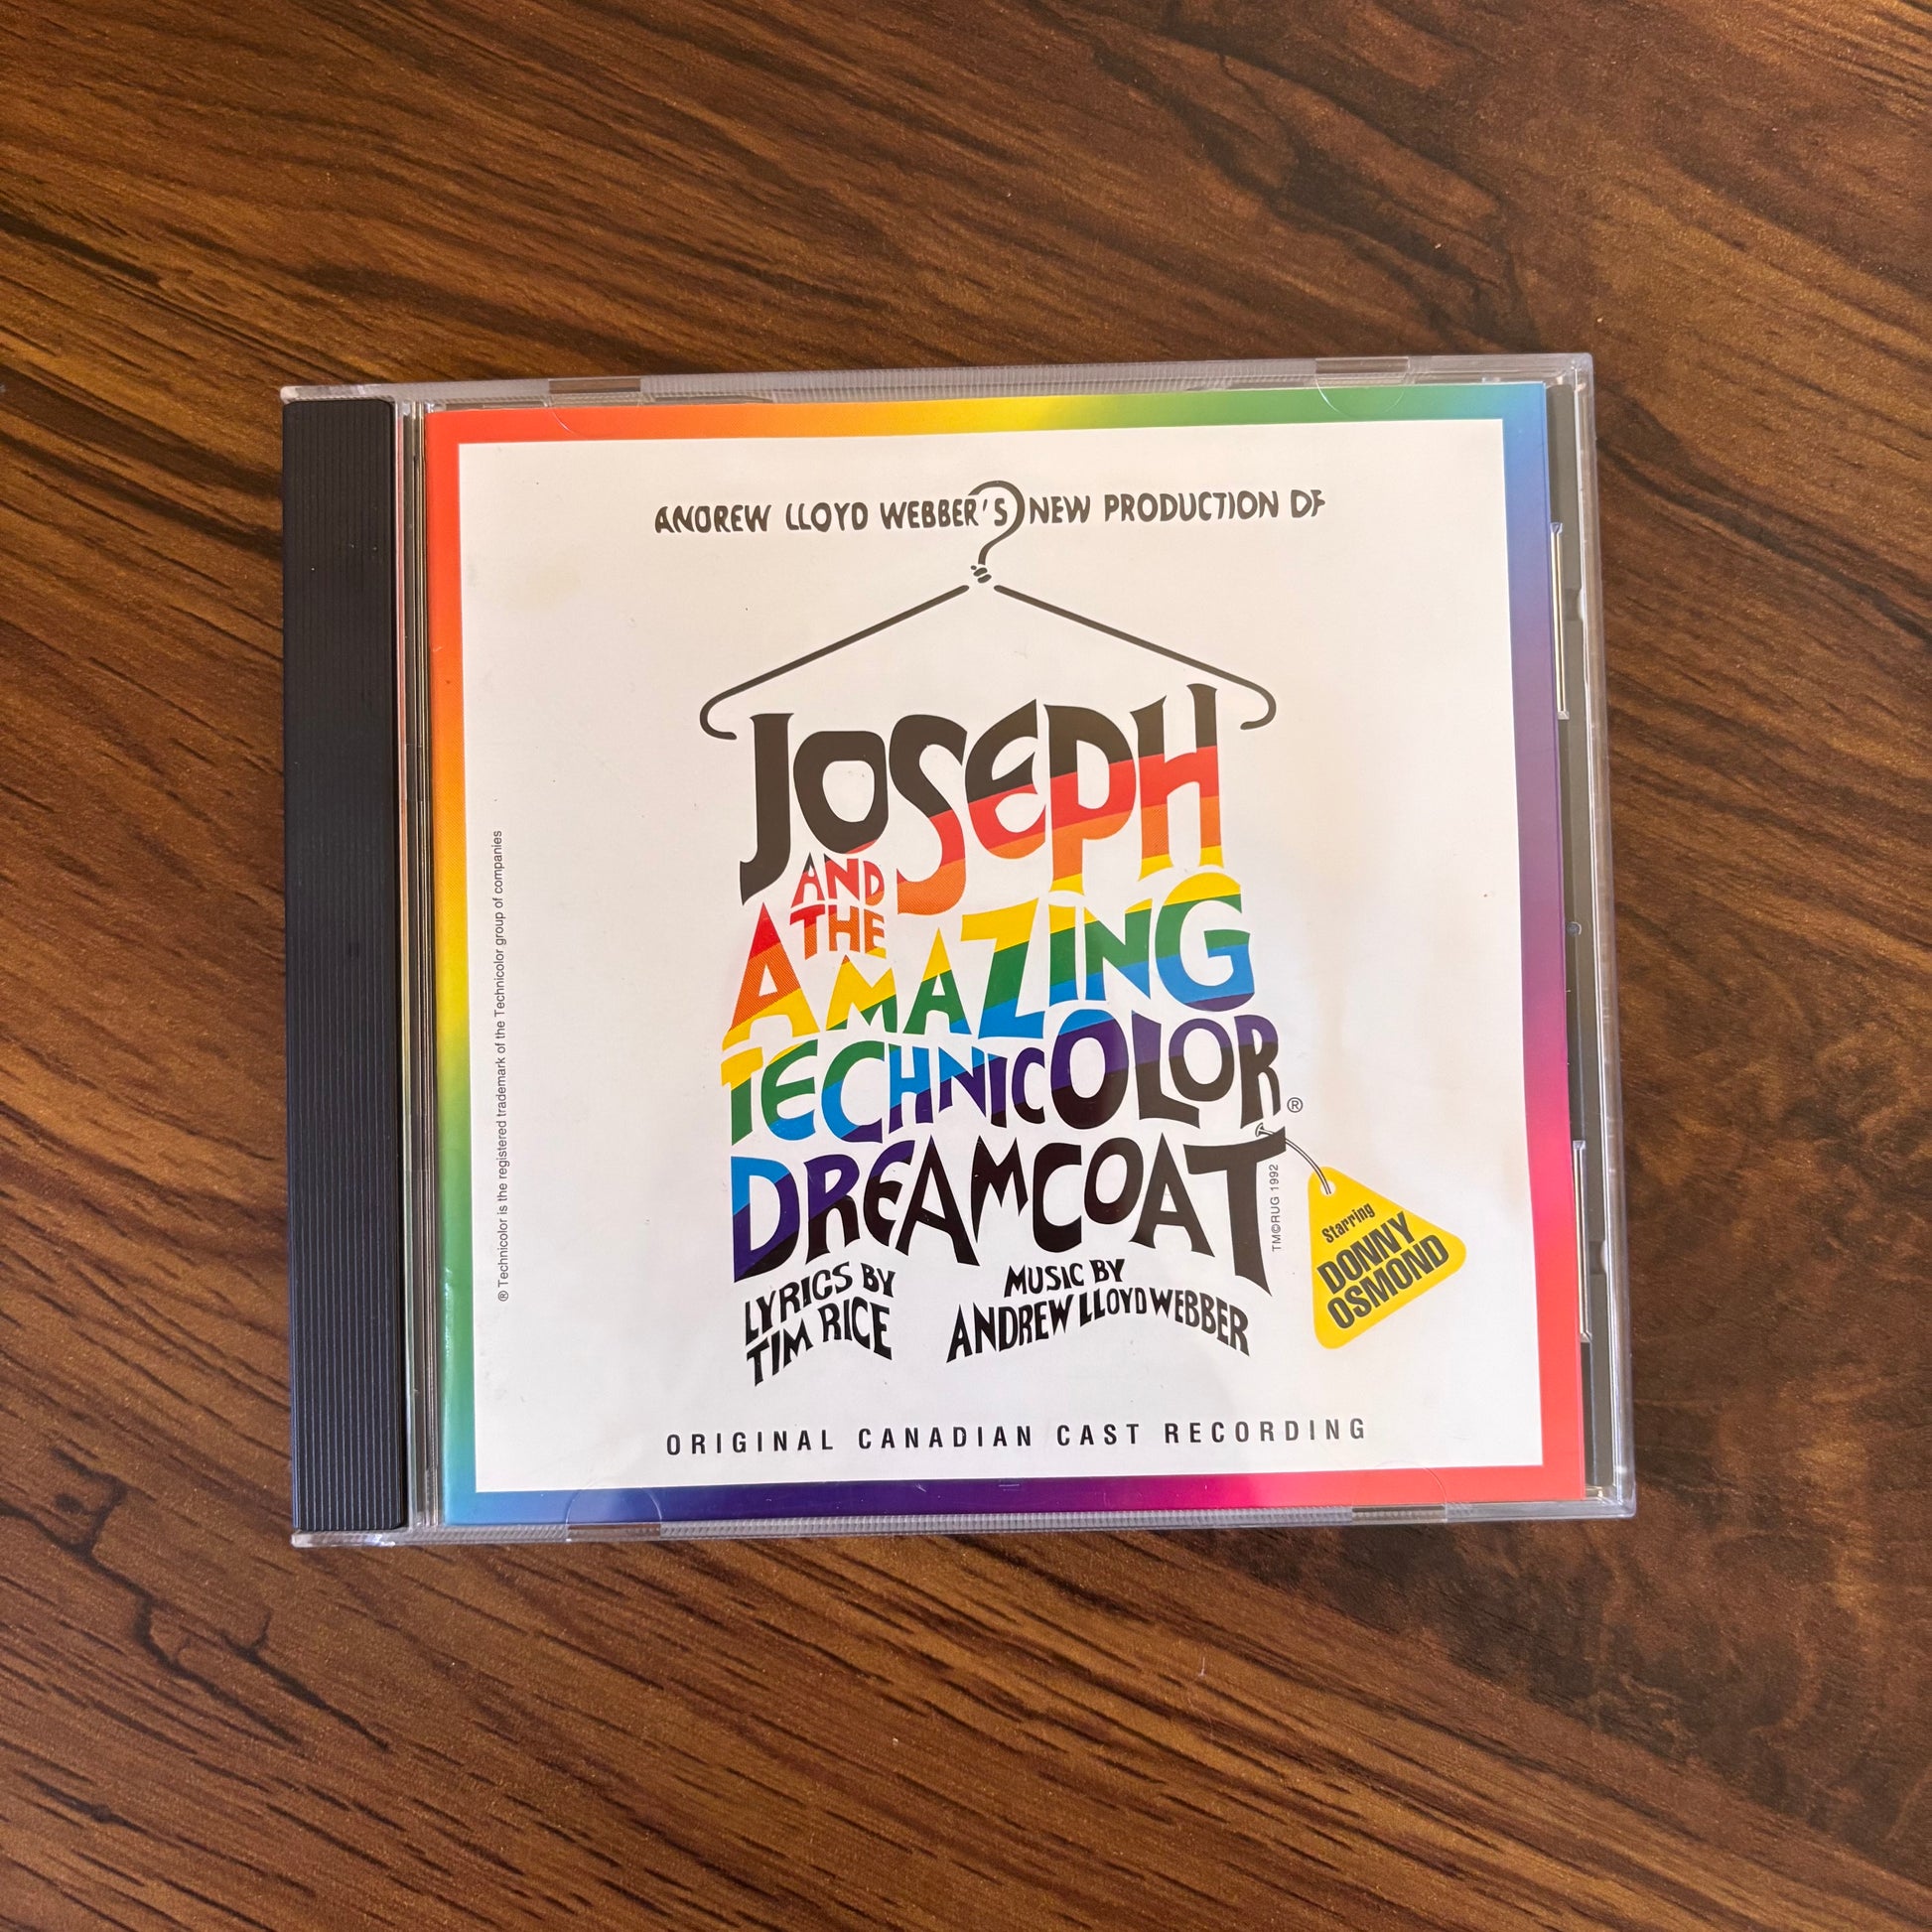 ANDREW LLOYD WEBBER'S NEW PRODUCTION OF
JOSEPH
AND
THE
AMAZING
TECHNICOLOR ®
DREAMCOAT
TM©RUG 1992
Starring
DONNY
OSMOND
LYRICS BY
TIM RICE
MUSIC BY
ANDREW LLOYD WEBBER
ORIGINAL CANADIAN CAST RECORDING
® Technicolor is the registered trademark of the Technicolor group of companies